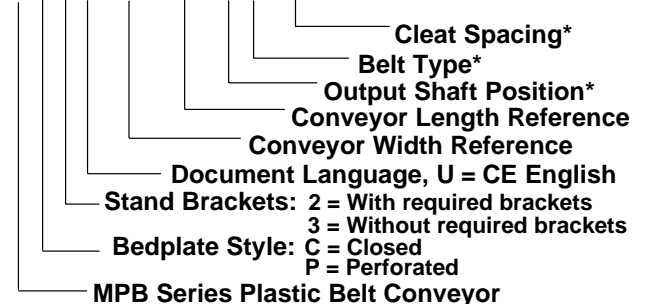 Cleat Spacing*
Belt Type*
Output Shaft Position*
Conveyor Length Reference
Conveyor Width Reference
Document Language, U = CE English
Stand Brackets: 2 = With required brackets
3 = Without required brackets
Bedplate Style: C = Closed
P = Perforated
MPB Series Plastic Belt Conveyor